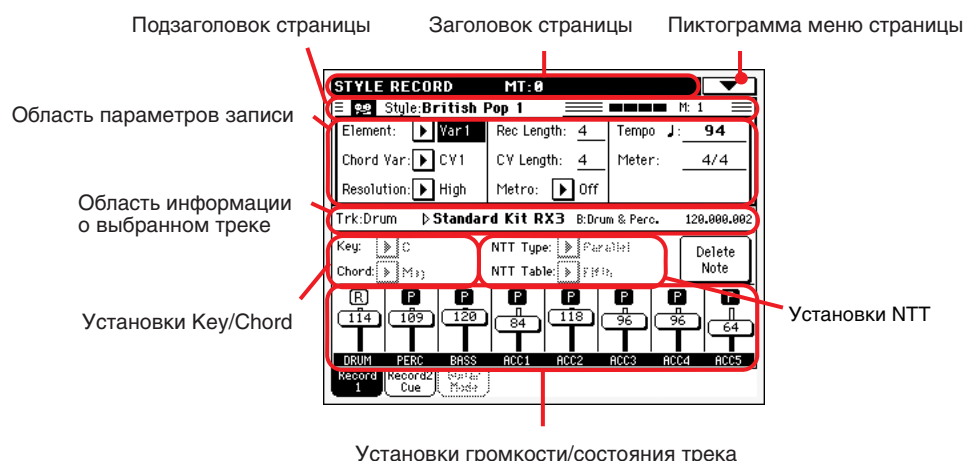 Подзаголовок страницы
Заголовок страницы
Пиктограмма меню страницы
STYLE RECORD MT:0
Style:British Pop 1 M: 1
Область параметров записи
Element: Var1 Rec Length: 4 Tempo ♩: 94
Chord Var: CV1 CV Length: 4 Meter: 4/4
Resolution: High Metro: Off
Область информации
о выбранном треке
Trk:Drum Standard Kit RX3 B:Drum & Perc. 120.000.002
Key: C NTT Type: Parallel
Chord: Maj NTT Table: Fifth
Delete
Note
Установки Key/Chord
Установки NTT
R P P P P P P P
114 109 120 84 118 96 96 64
DRUM PERC BASS ACC1 ACC2 ACC3 ACC4 ACC5
Record
1
Record2
Cue
Guitar
Mode
Установки громкости/состояния трека